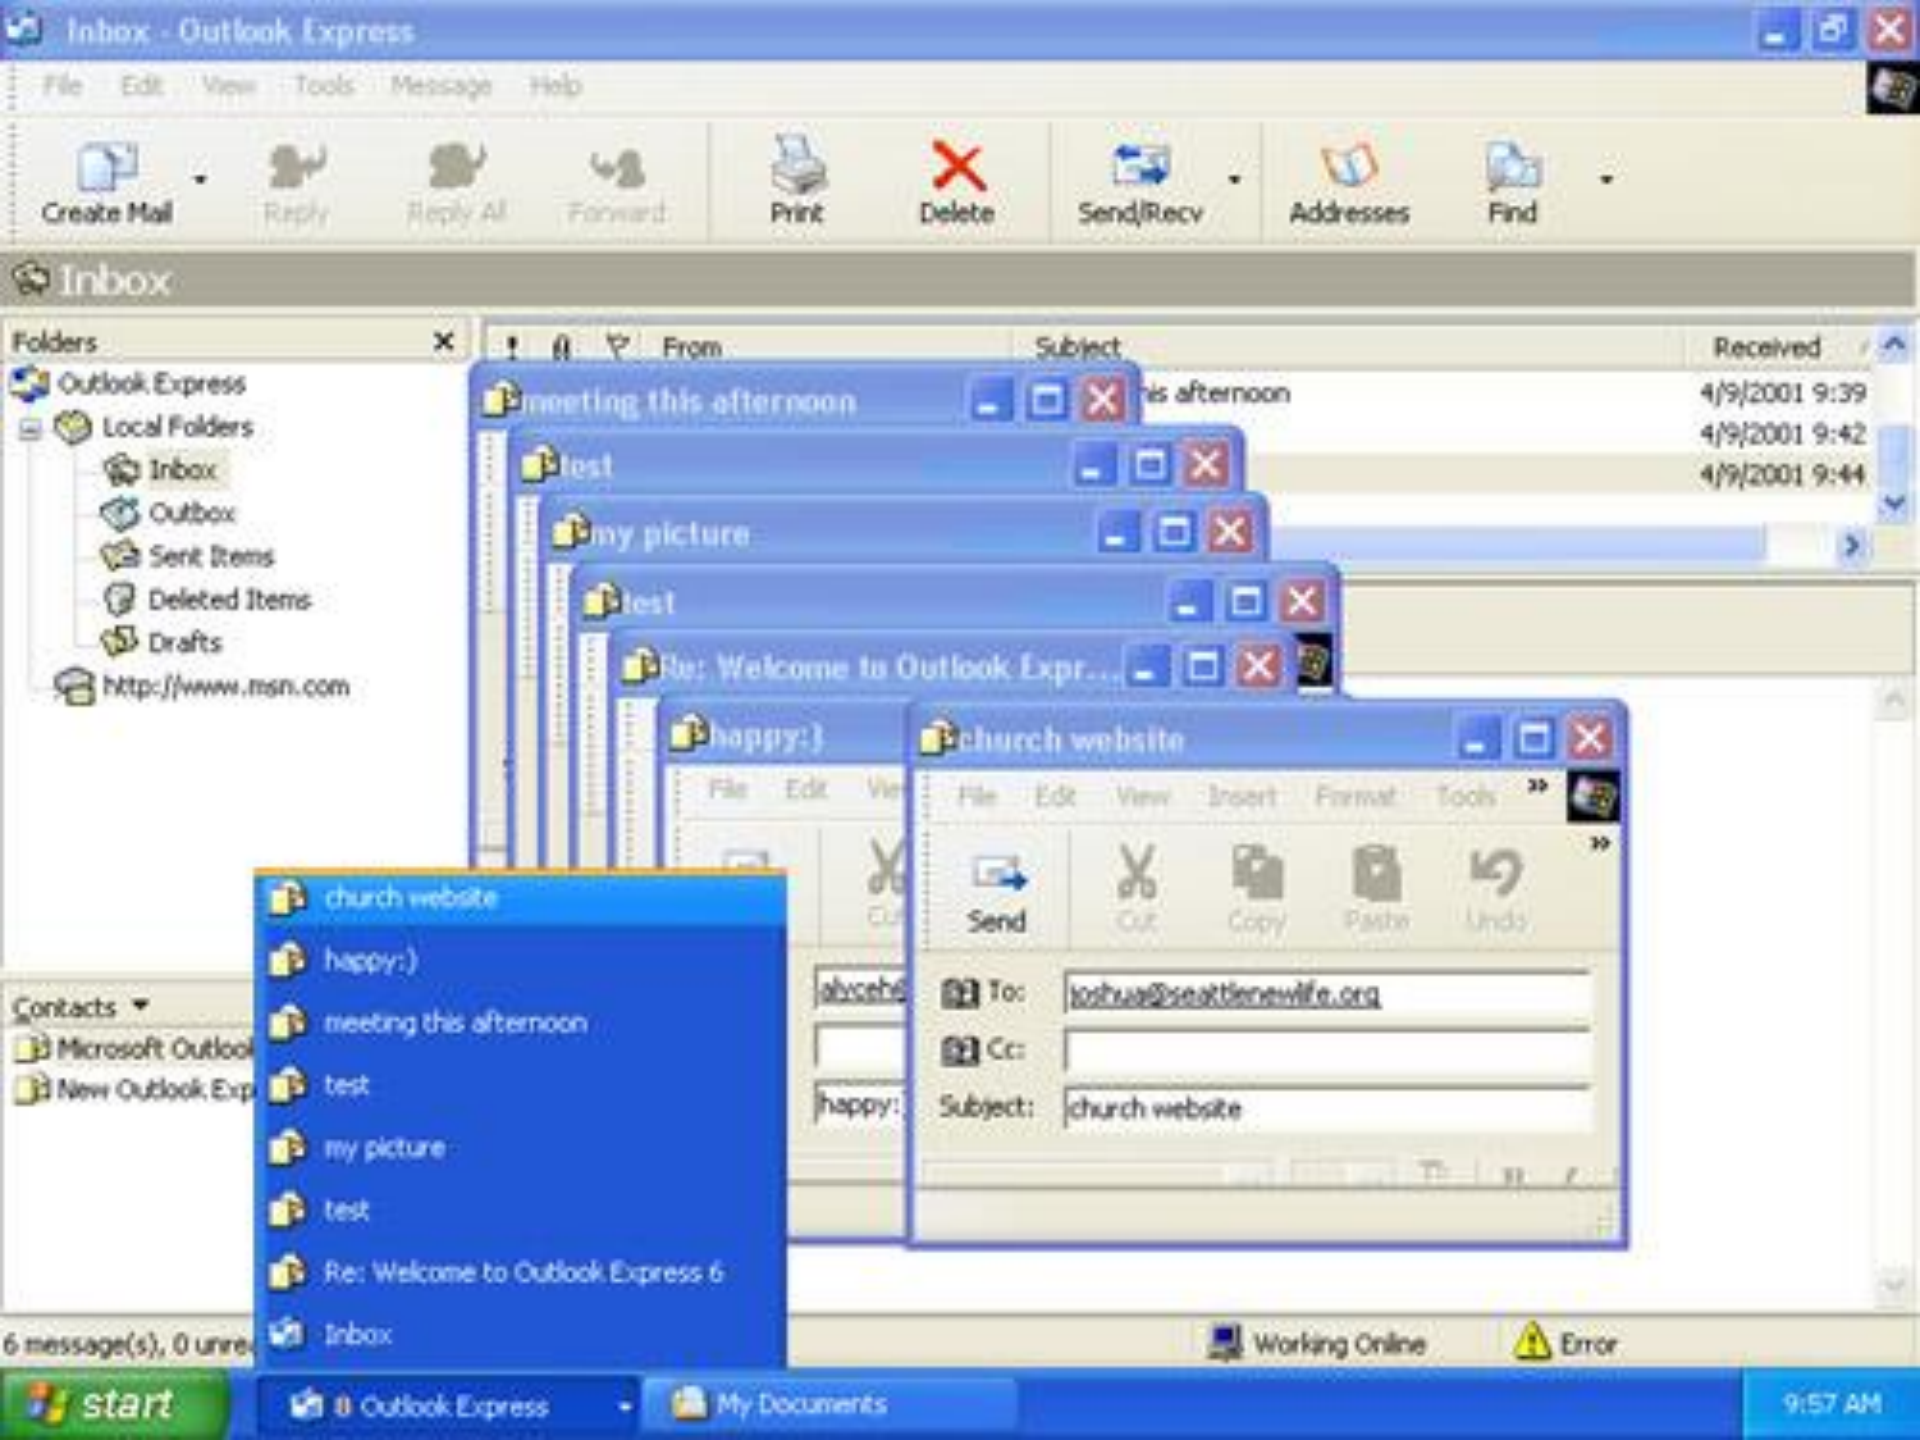 Inbox - Outlook Express
File Edit View Tools Message Help
Create Mail Reply Reply All Forward Print Delete Send/Recv Addresses Find
Inbox
Folders
! From Subject Received
Outlook Express
Local Folders
Inbox
Outbox
Sent Items
Deleted Items
Drafts
http://www.msn.com
his afternoon 4/9/2001 9:39
4/9/2001 9:42
4/9/2001 9:44
meeting this afternoon
test
my picture
test
Re: Welcome to Outlook Expr...
happy:)
File Edit
church website
File Edit View Insert Format Tools »
»
Send Cut Copy Paste Undo
To: joshua@seattlenewlife.org
Cc:
Subject: church website
alyceh@
happy:
Contacts
Microsoft Outlook
New Outlook Exp
church website
happy:)
meeting this afternoon
test
my picture
test
Re: Welcome to Outlook Express 6
Inbox
6 message(s), 0 unre
Working Online Error
start 8 Outlook Express My Documents 9:57 AM